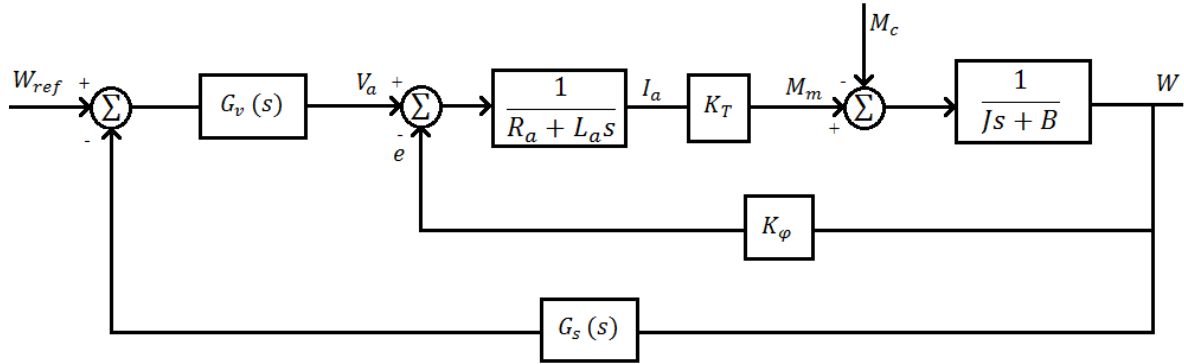 W_ref
+
Σ
-
G_v (s)
V_a
+
Σ
-
e
1
R_a + L_a s
I_a
K_T
M_m
M_c
-
Σ
+
1
Js + B
W
K_φ
G_s (s)